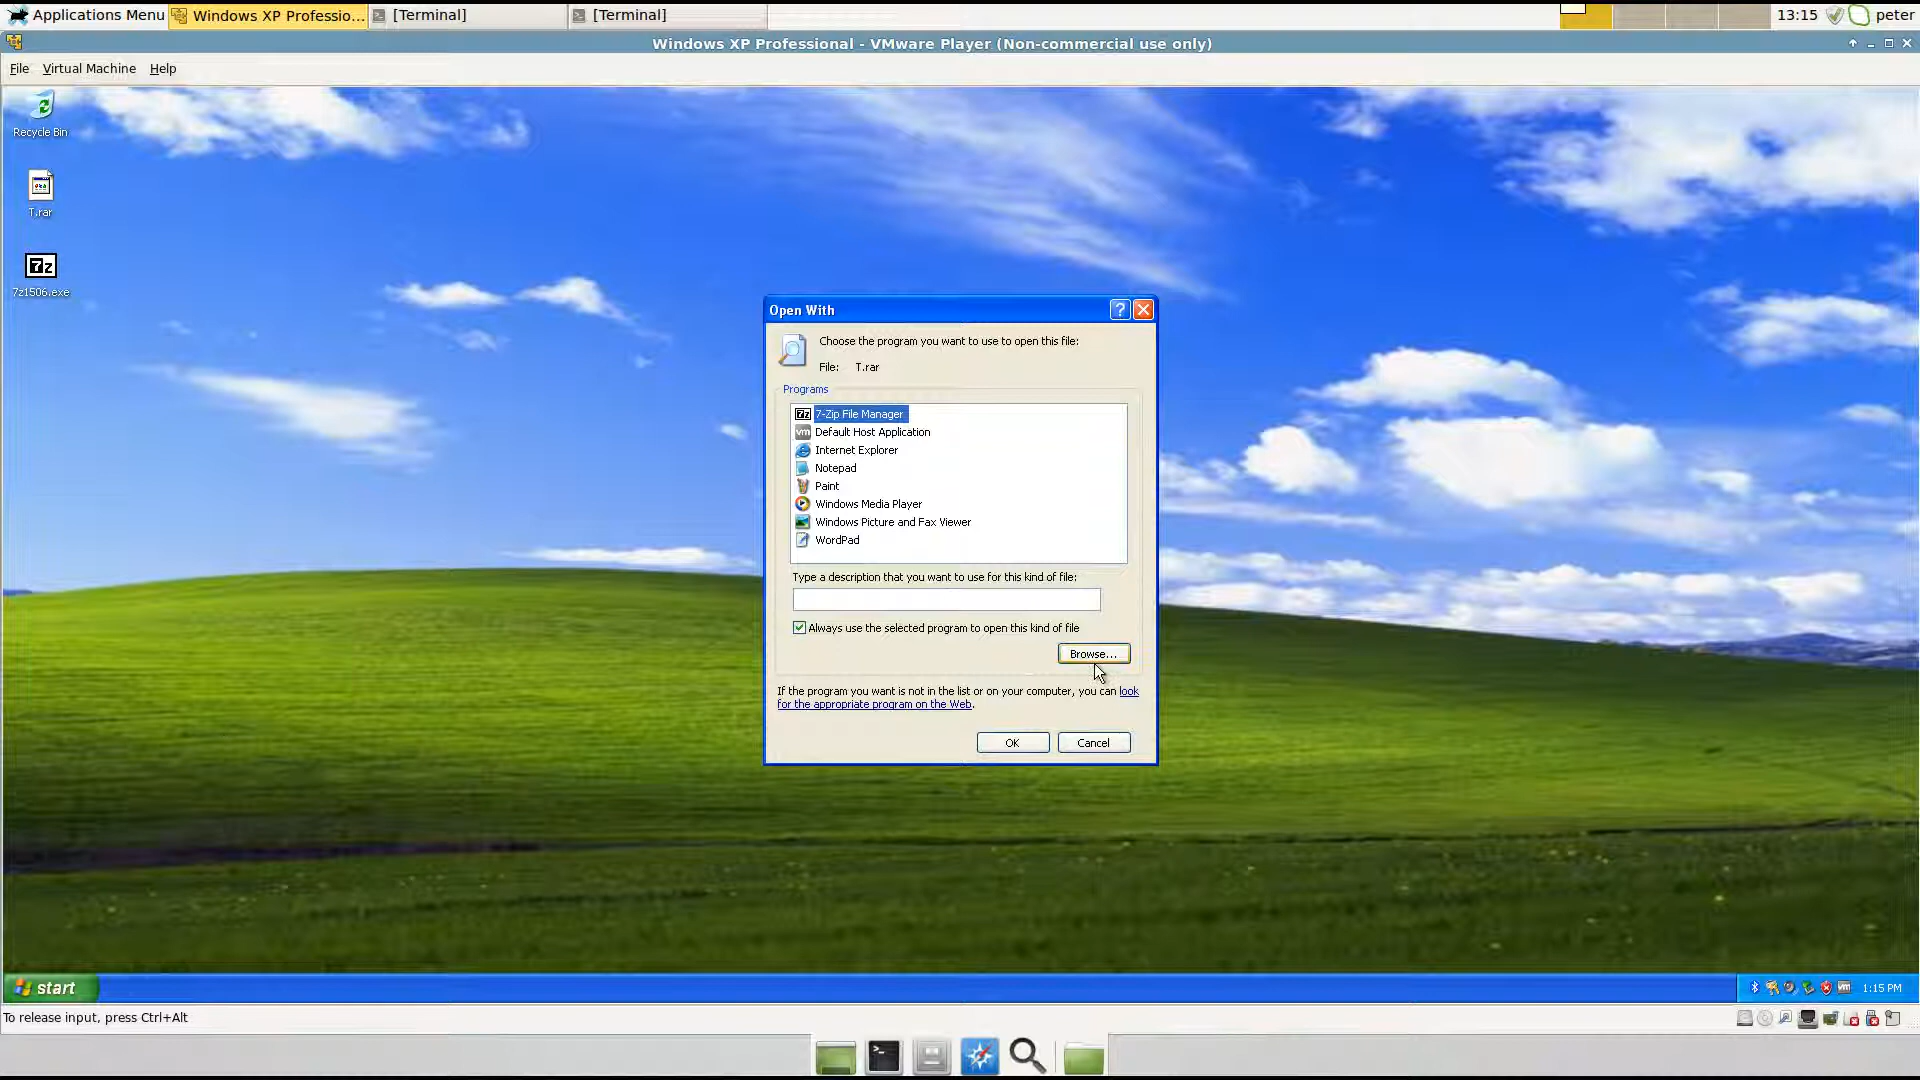 Applications Menu
Windows XP Professio...
[Terminal]
[Terminal]
13:15
peter
Windows XP Professional - VMware Player (Non-commercial use only)
File Virtual Machine Help
Recycle Bin
T.rar
7z
7z1506.exe
Open With
?
Choose the program you want to use to open this file:
File: T.rar
Programs
7z 7-Zip File Manager
vm Default Host Application
Internet Explorer
Notepad
Paint
Windows Media Player
Windows Picture and Fax Viewer
WordPad
Type a description that you want to use for this kind of file:
Always use the selected program to open this kind of file
Browse...
If the program you want is not in the list or on your computer, you can look
for the appropriate program on the Web.
OK
Cancel
start
vm
1:15 PM
To release input, press Ctrl+Alt